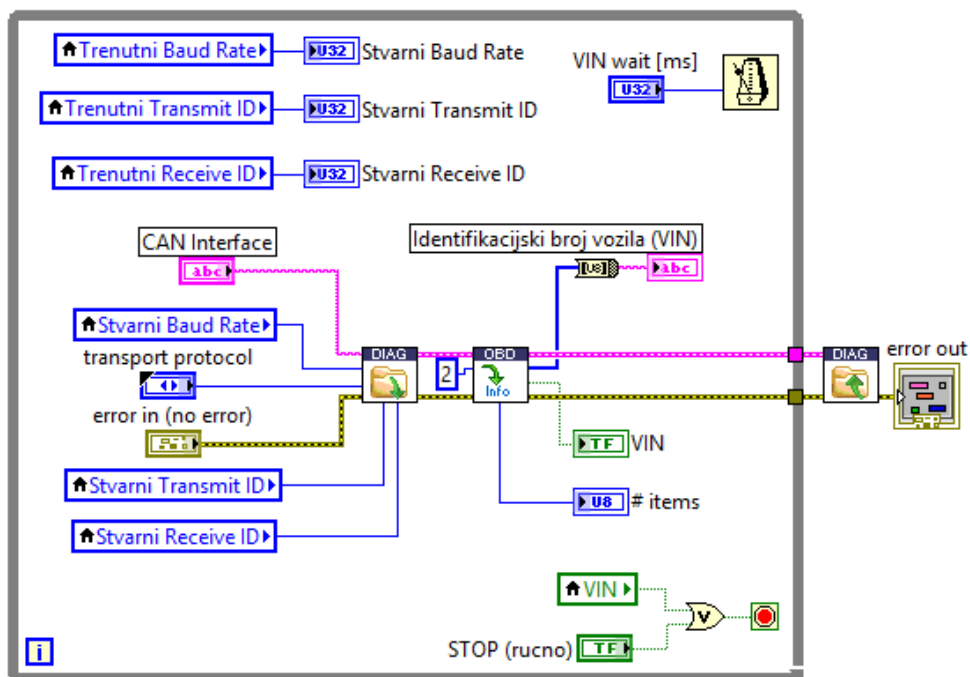 Trenutni Baud Rate
U32
Stvarni Baud Rate
VIN wait [ms]
U32
Trenutni Transmit ID
U32
Stvarni Transmit ID
Trenutni Receive ID
U32
Stvarni Receive ID
CAN Interface
abc
Identifikacijski broj vozila (VIN)
[U8]
abc
Stvarni Baud Rate
transport protocol
DIAG
2
OBD
Info
DIAG
error out
error in (no error)
TF
VIN
Stvarni Transmit ID
U8
# items
Stvarni Receive ID
VIN
V
STOP (rucno)
TF
i